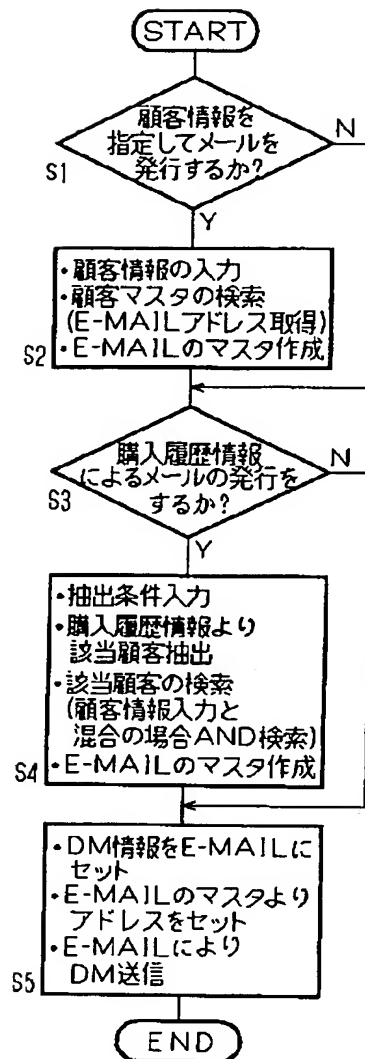 START
顧客情報を
指定してメールを
発行するか?
N
S1
Y
・顧客情報の入力
・顧客マスタの検索
(E-MAILアドレス取得)
・E-MAILのマスタ作成
S2
購入履歴情報
によるメールの発行を
するか?
N
S3
Y
・抽出条件入力
・購入履歴情報より
該当顧客抽出
・該当顧客の検索
(顧客情報入力と
混合の場合AND検索)
・E-MAILのマスタ作成
S4
・DM情報をE-MAILに
セット
・E-MAILのマスタより
アドレスをセット
・E-MAILにより
DM送信
S5
END